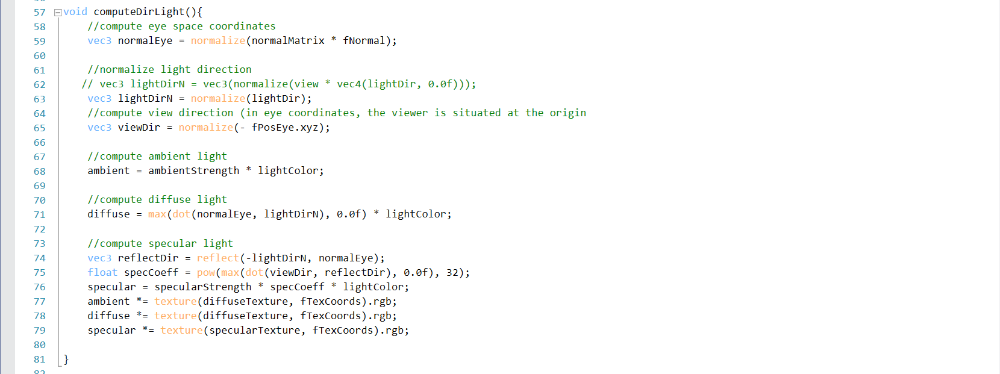 57 void computeDirLight(){
58 //compute eye space coordinates
59 vec3 normalEye = normalize(normalMatrix * fNormal);
60
61 //normalize light direction
62 // vec3 lightDirN = vec3(normalize(view * vec4(lightDir, 0.0f)));
63 vec3 lightDirN = normalize(lightDir);
64 //compute view direction (in eye coordinates, the viewer is situated at the origin
65 vec3 viewDir = normalize(- fPosEye.xyz);
66
67 //compute ambient light
68 ambient = ambientStrength * lightColor;
69
70 //compute diffuse light
71 diffuse = max(dot(normalEye, lightDirN), 0.0f) * lightColor;
72
73 //compute specular light
74 vec3 reflectDir = reflect(-lightDirN, normalEye);
75 float specCoeff = pow(max(dot(viewDir, reflectDir), 0.0f), 32);
76 specular = specularStrength * specCoeff * lightColor;
77 ambient *= texture(diffuseTexture, fTexCoords).rgb;
78 diffuse *= texture(diffuseTexture, fTexCoords).rgb;
79 specular *= texture(specularTexture, fTexCoords).rgb;
80
81 }